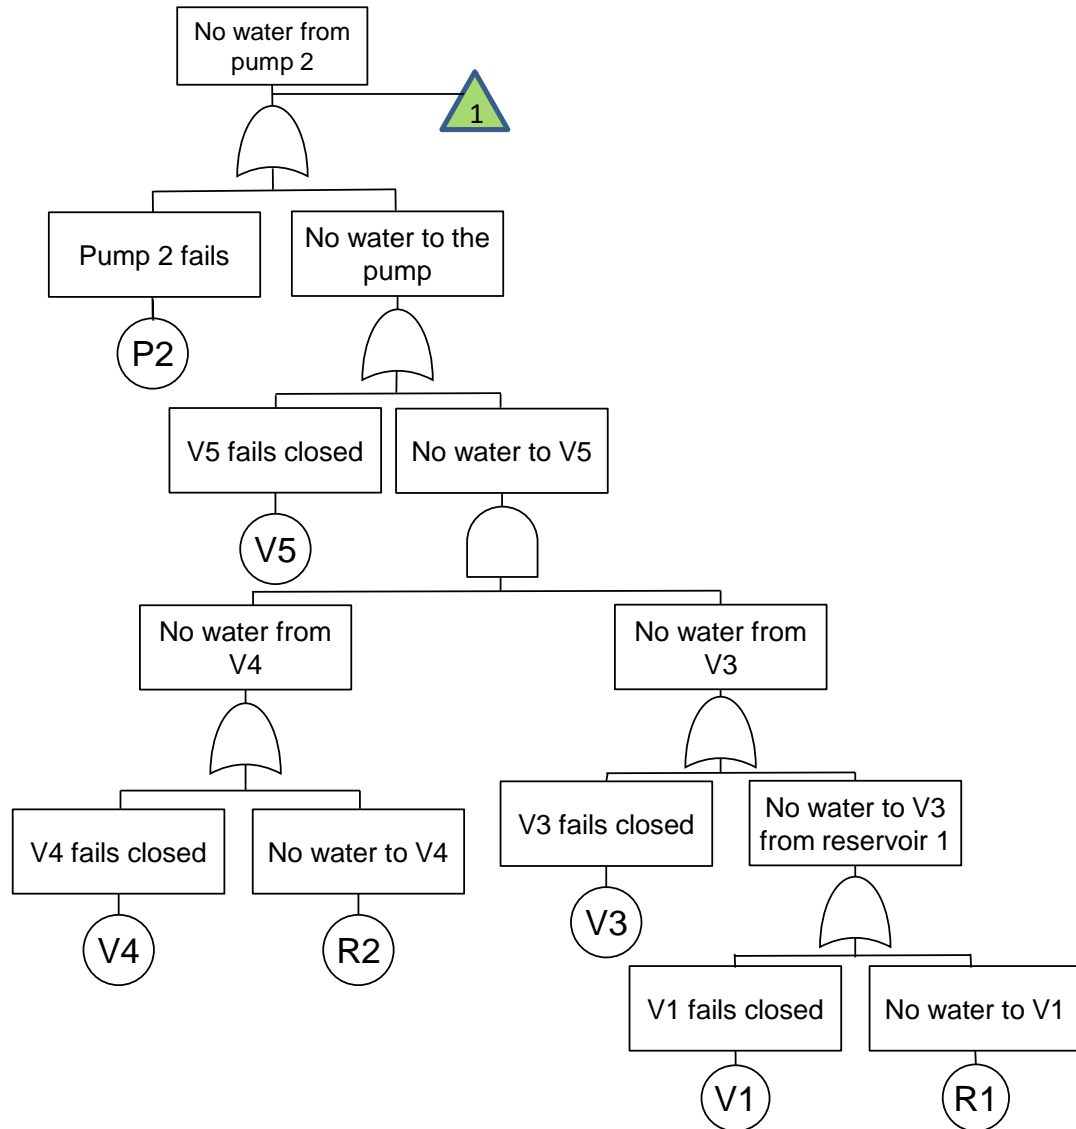 No water from
pump 2
1
Pump 2 fails
No water to the
pump
P2
V5 fails closed
No water to V5
V5
No water from
V4
No water from
V3
V4 fails closed
No water to V4
V3 fails closed
No water to V3
from reservoir 1
V4
R2
V3
V1 fails closed
No water to V1
V1
R1